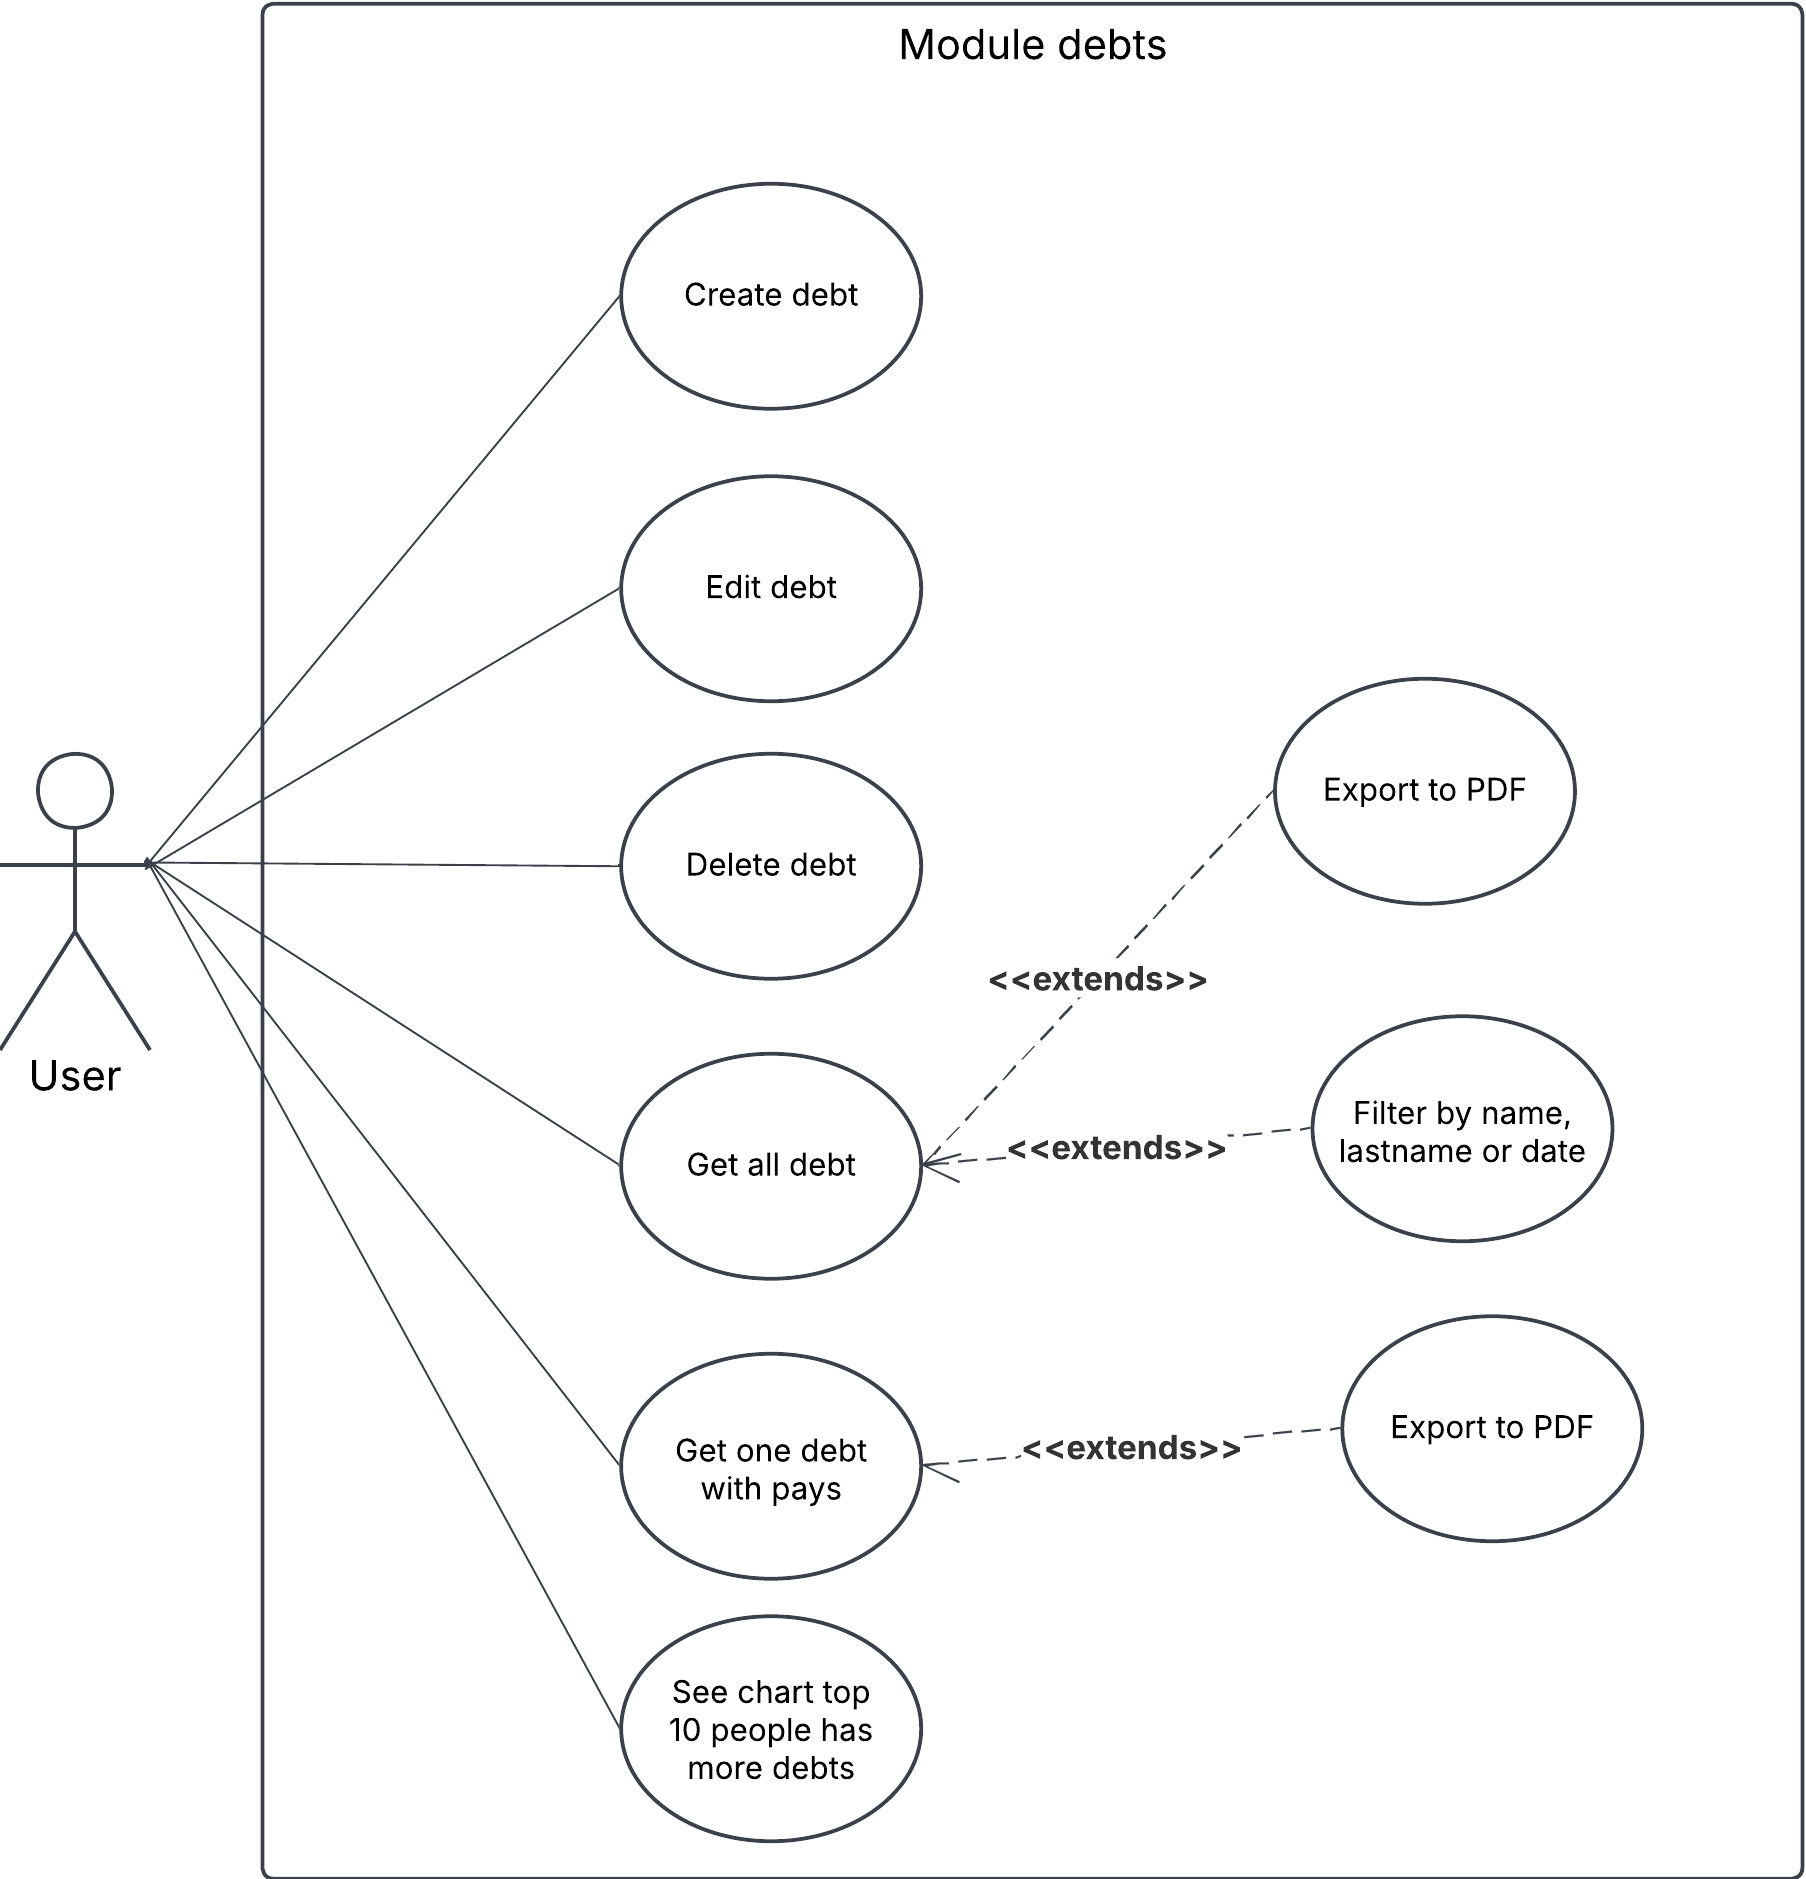 Module debts
Create debt
Edit debt
Export to PDF
Delete debt
<<extends>>
User
Filter by name,
lastname or date
<<extends>>
Get all debt
Export to PDF
<<extends>>
Get one debt
with pays
See chart top
10 people has
more debts